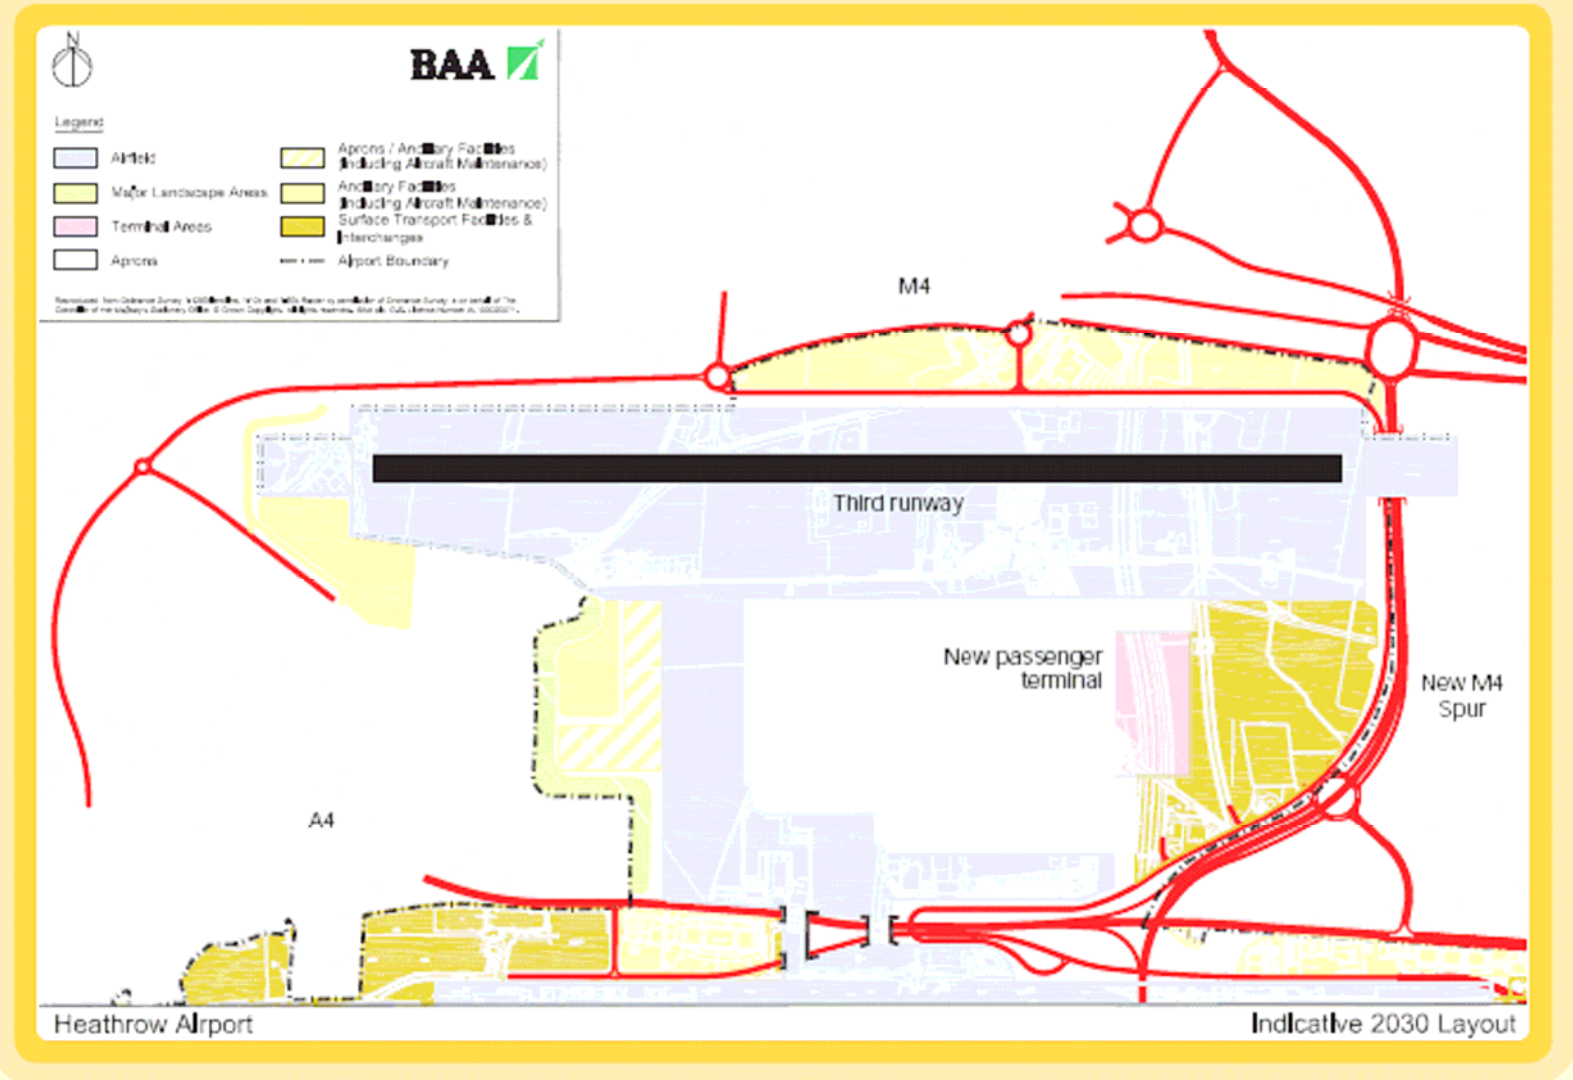 N
BAA
Legend
Airfield
Major Landscape Areas
Terminal Areas
Aprons
Aprons / Ancillary Facilities
(Including Aircraft Maintenance)
Ancillary Facilities
(Including Aircraft Maintenance)
Surface Transport Facilities &
Interchanges
Airport Boundary
M4
Third runway
New passenger
terminal
New M4
Spur
A4
Heathrow Airport
Indicative 2030 Layout